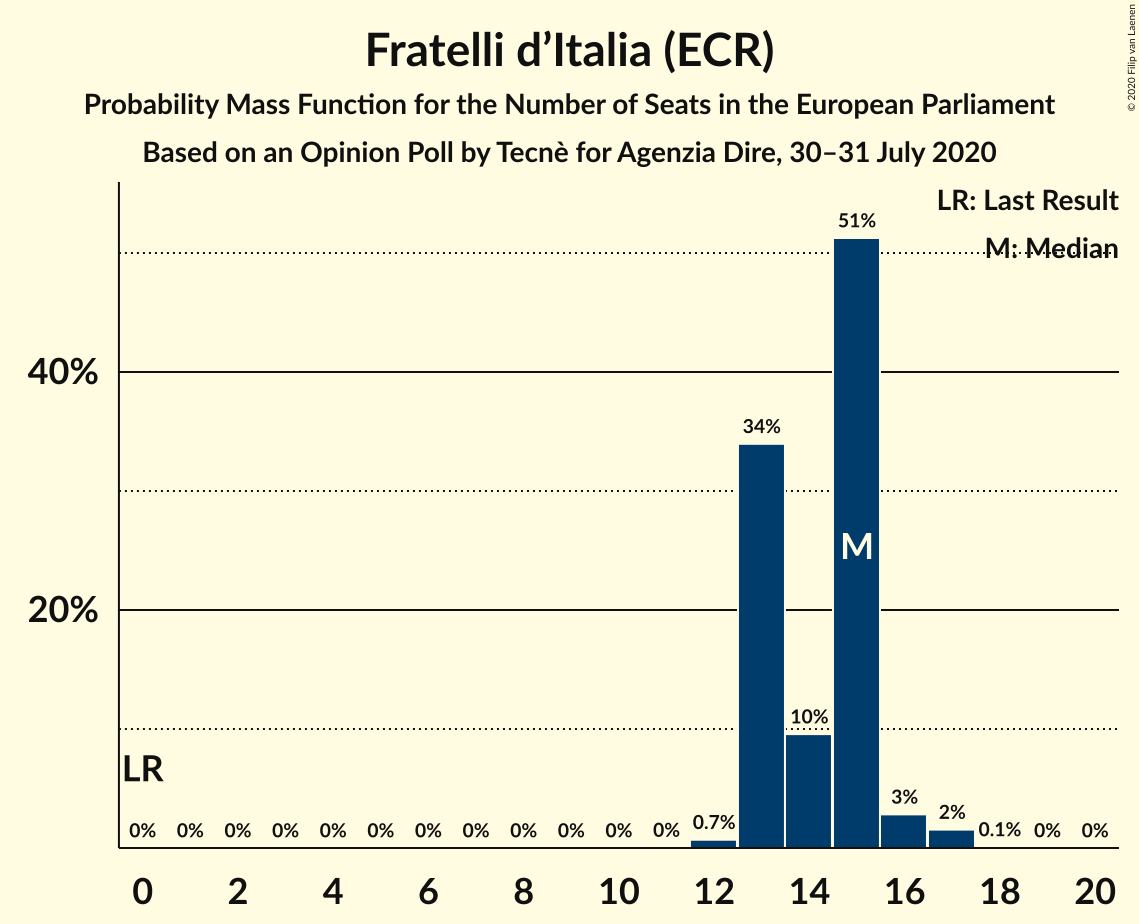 Fratelli d’Italia (ECR)
Probability Mass Function for the Number of Seats in the European Parliament
Based on an Opinion Poll by Tecnè for Agenzia Dire, 30–31 July 2020
© 2020 Filip van Laenen
LR: Last Result
M: Median
51%
40%
34%
M
20%
10%
LR
0% 0% 0% 0% 0% 0% 0% 0% 0% 0% 0% 0% 0.7% 3% 2% 0.1% 0% 0%
0 2 4 6 8 10 12 14 16 18 20